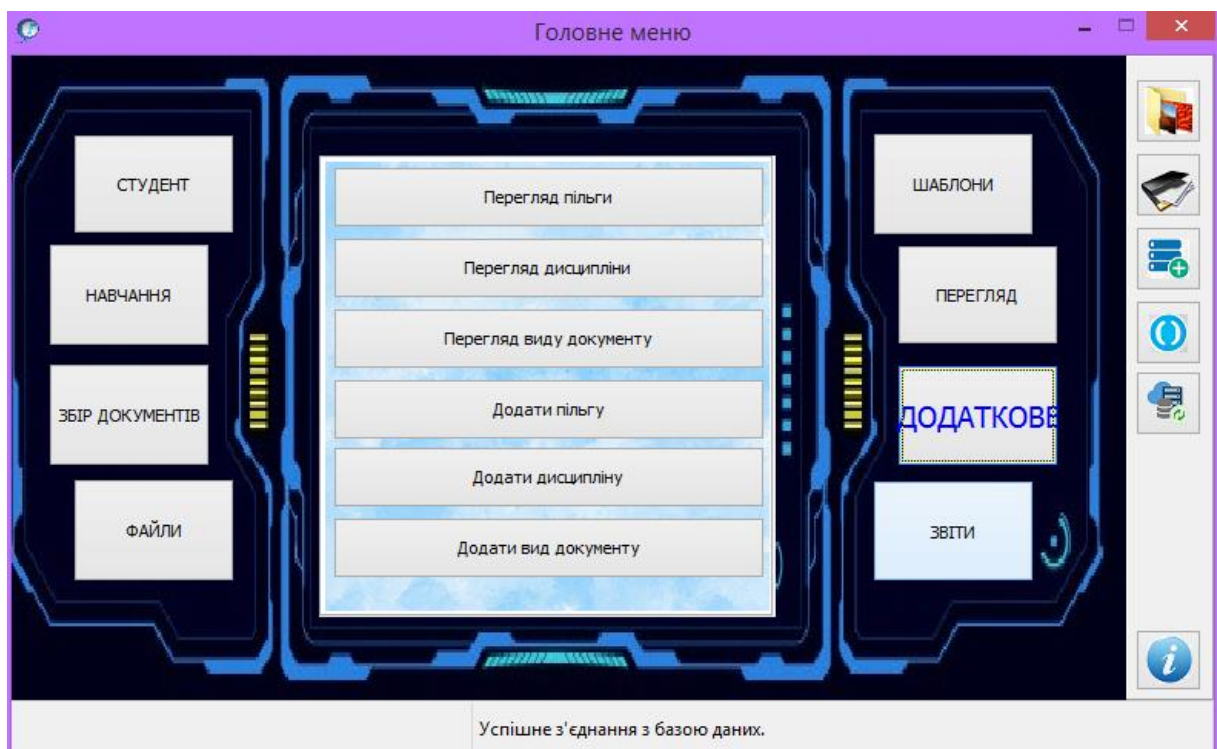 Головне меню
СТУДЕНТ
НАВЧАННЯ
ЗБІР ДОКУМЕНТІВ
ФАЙЛИ
Перегляд пільги
Перегляд дисципліни
Перегляд виду документу
Додати пільгу
Додати дисципліну
Додати вид документу
ШАБЛОНИ
ПЕРЕГЛЯД
ДОДАТКОВЕ
ЗВІТИ
Успішне з'єднання з базою даних.